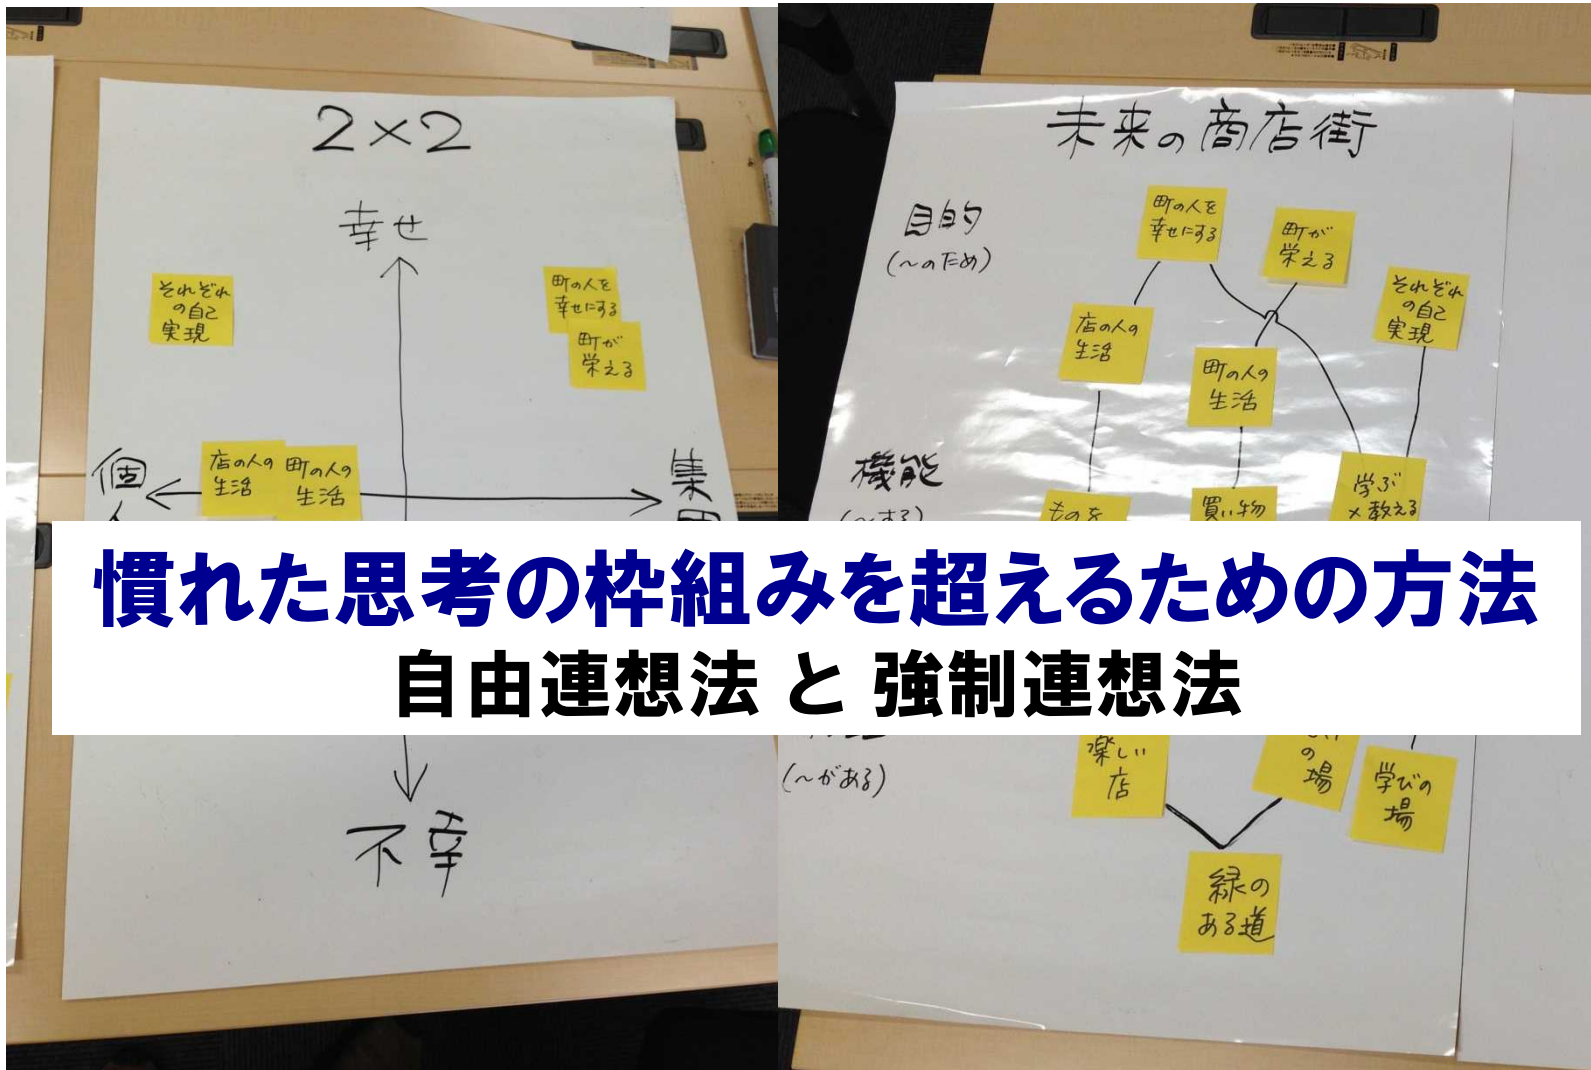 2×2
幸せ
それぞれ
の自己
実現
町の人を
幸せにする
町が
栄える
店の人の
生活
町の人の
生活
個
集
未来の商店街
目的
(〜のため)
町の人を
幸せにする
町が
栄える
それぞれ
の自己
実現
店の人の
生活
町の人の
生活
機能
(〜する)
ものを
買い物
学ぶ
×教える
慣れた思考の枠組みを超えるための方法
自由連想法 と 強制連想法
不幸
(〜がある)
楽しい
店
の
場
学びの
場
緑の
ある道